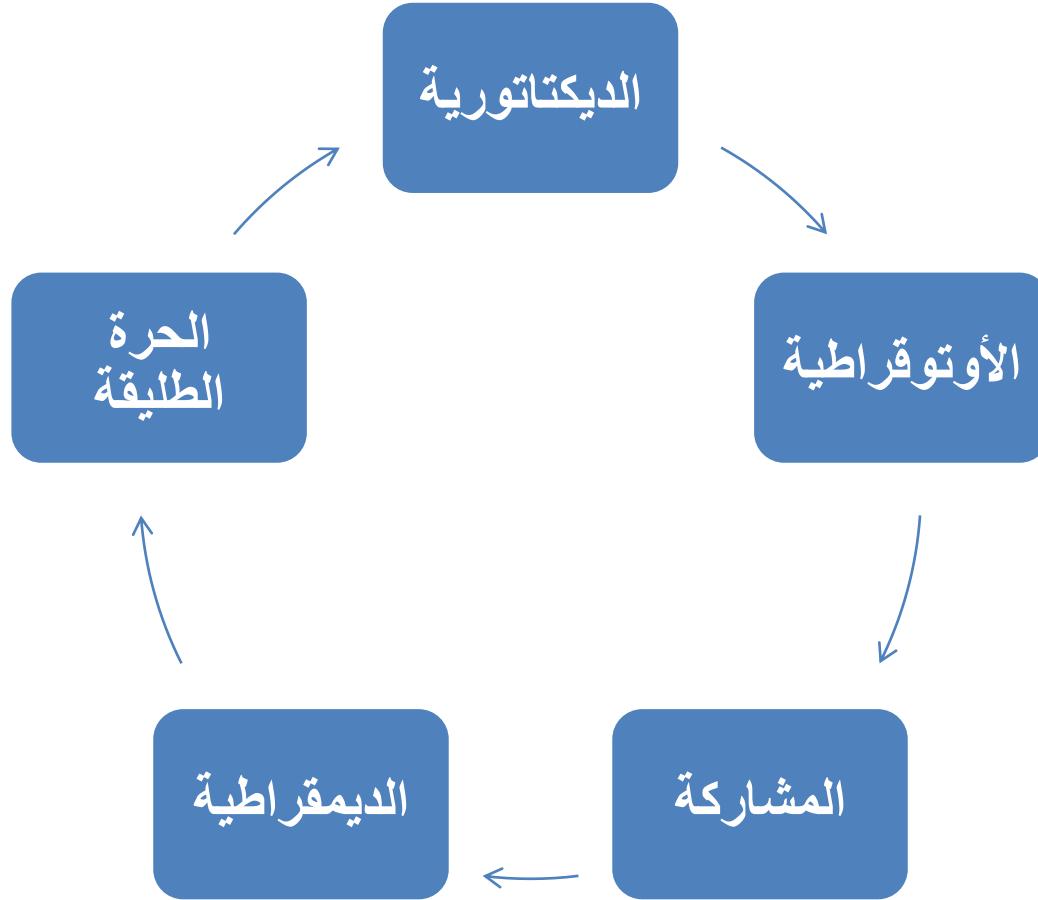 الديكتاتورية
الأوتوقراطية
المشاركة
الديمقراطية
الحرة
الطليقة